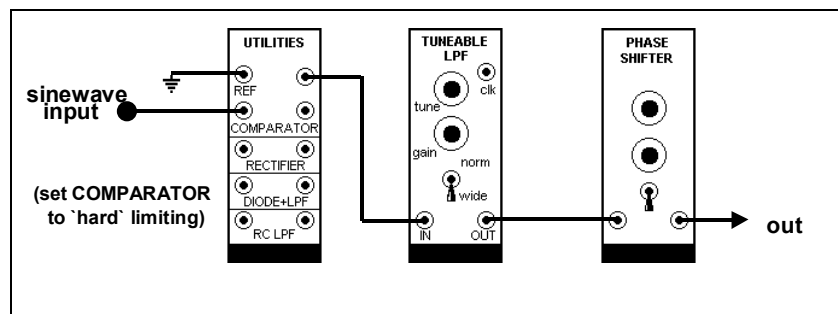 UTILITIES
REF
COMPARATOR
RECTIFIER
DIODE+LPF
RC LPF
sinewave
input
(set COMPARATOR
to `hard` limiting)
TUNEABLE
LPF
clk
tune
gain
norm
wide
IN OUT
PHASE
SHIFTER
out